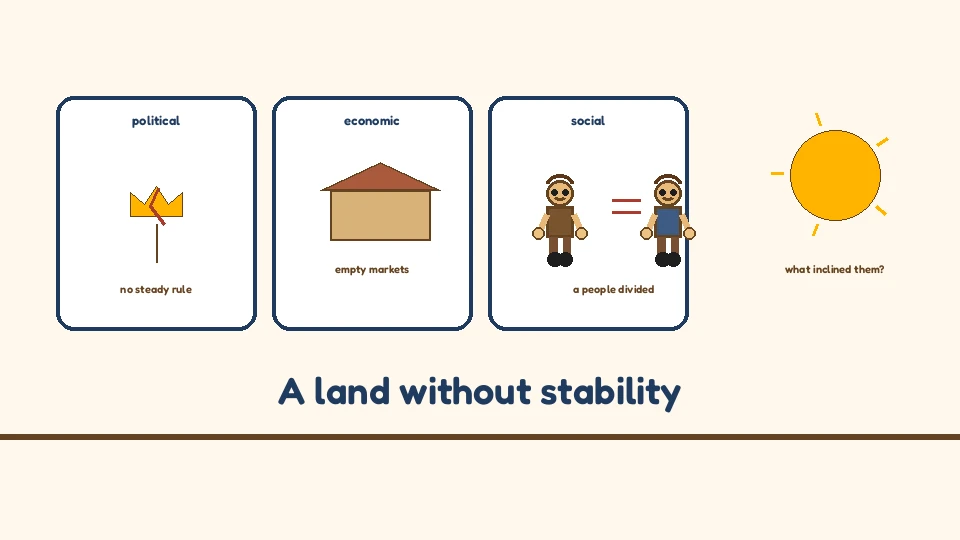 political
economic
social
no steady rule
empty markets
a people divided
what inclined them?
A land without stability